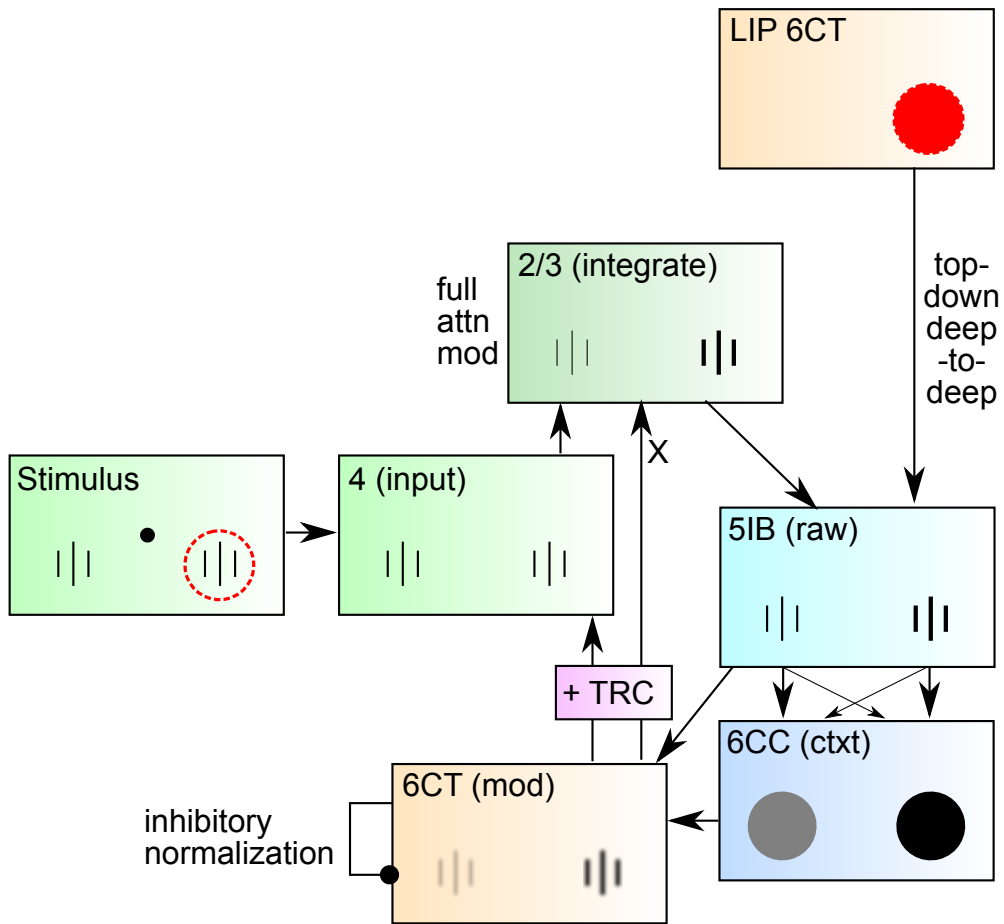 LIP 6CT
2/3 (integrate)
full
attn
mod
top-
down
deep
-to-
deep
X
Stimulus
4 (input)
5IB (raw)
+ TRC
6CC (ctxt)
6CT (mod)
inhibitory
normalization